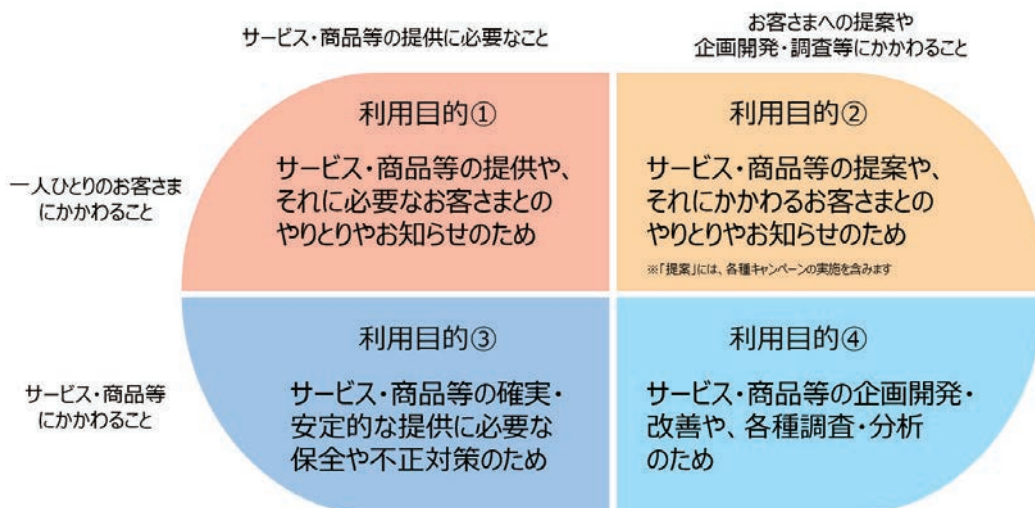 サービス・商品等の提供に必要なこと
お客さまへの提案や
企画開発・調査等にかかわること
一人ひとりのお客さま
にかかわること
利用目的①
サービス・商品等の提供や、
それに必要なお客さまとの
やりとりやお知らせのため
利用目的②
サービス・商品等の提案や、
それにかかわるお客さまとの
やりとりやお知らせのため
※「提案」には、各種キャンペーンの実施を含みます
サービス・商品等
にかかわること
利用目的③
サービス・商品等の確実・
安定的な提供に必要な
保全や不正対策のため
利用目的④
サービス・商品等の企画開発・
改善や、各種調査・分析
のため